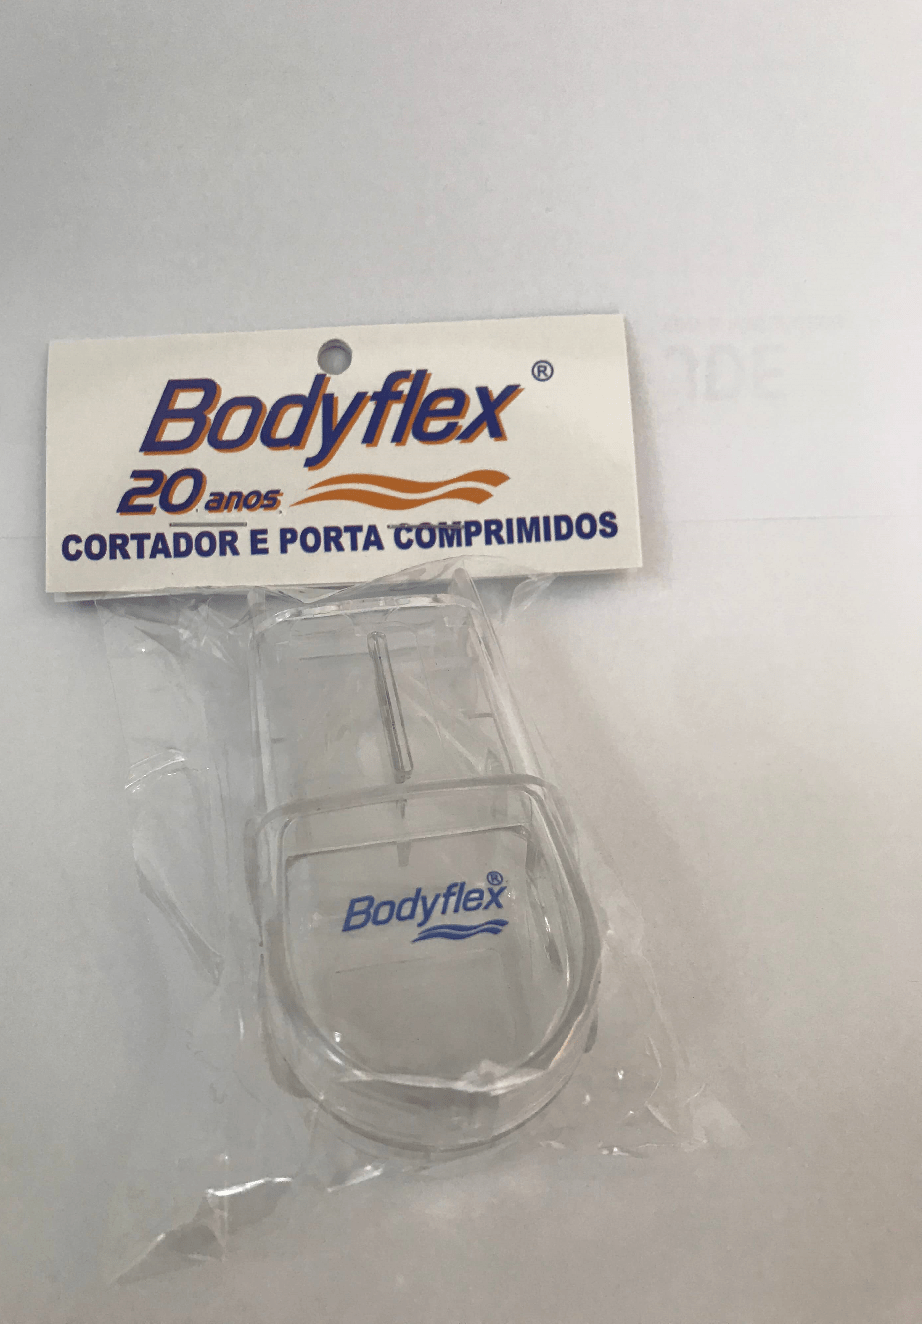 Bodyflex ®
20 anos
CORTADOR E PORTA COMPRIMIDOS
Bodyflex ®